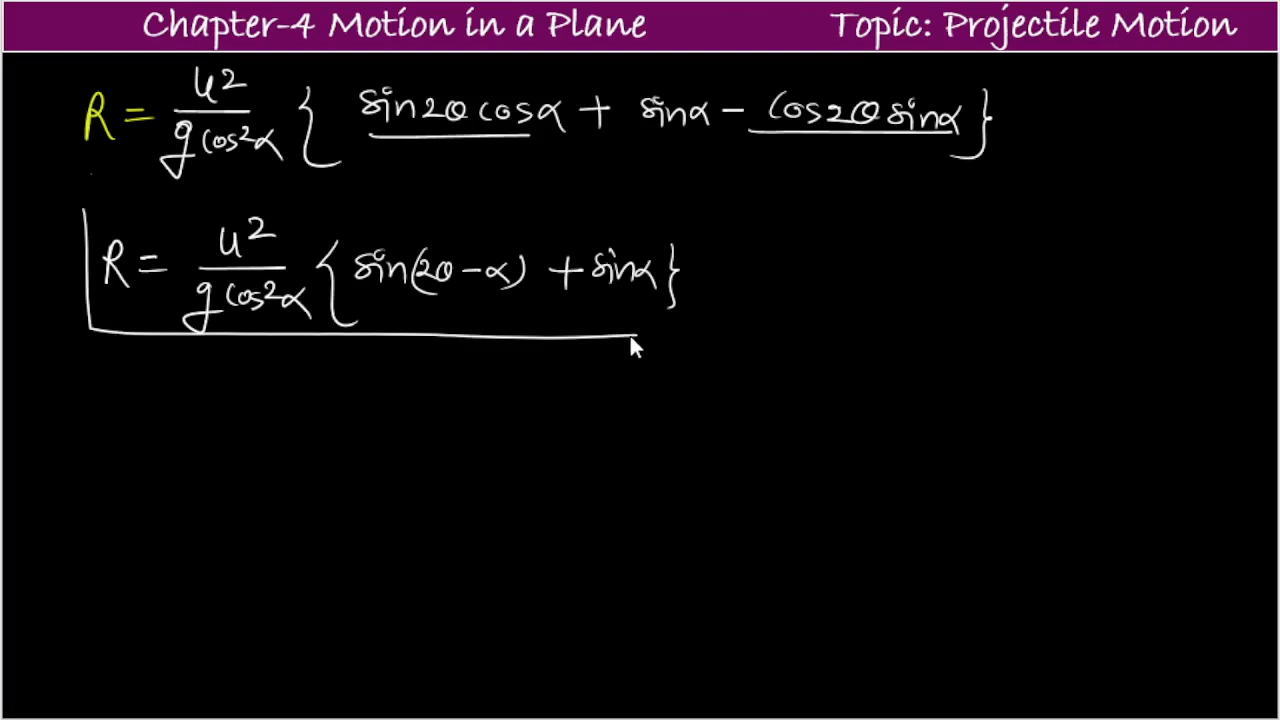 Chapter-4 Motion in a Plane Topic: Projectile Motion
R = u²/(g cos²α) { sin2θ cosα + sinα − cos2θ sinα }
R = u²/(g cos²α) { sin(2θ − α) + sinα }